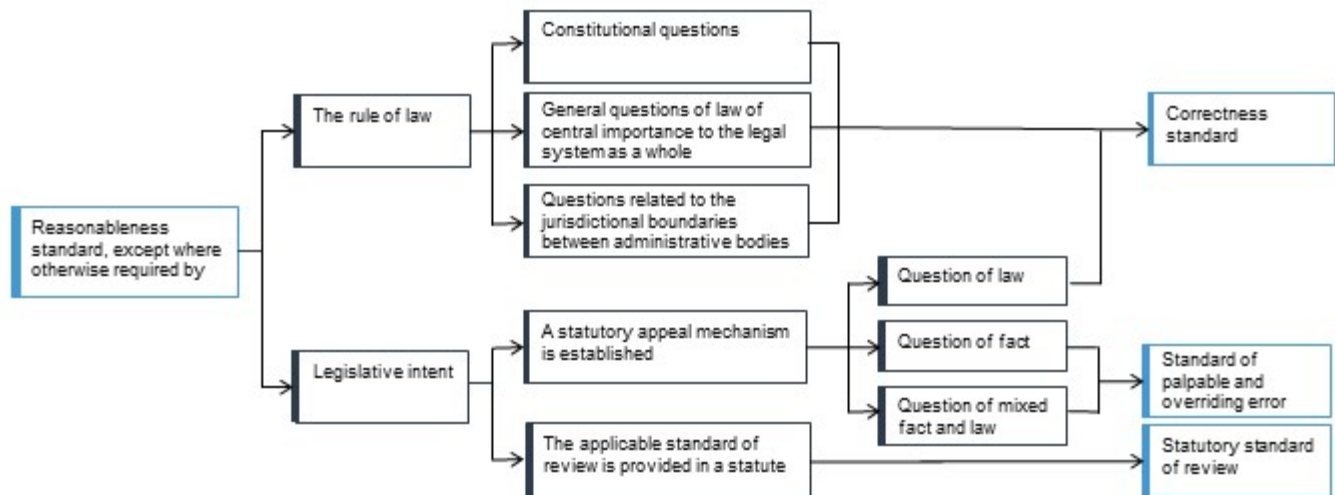 Reasonableness
standard, except where
otherwise required by
The rule of law
Legislative intent
Constitutional questions
General questions of law of
central importance to the legal
system as a whole
Questions related to the
jurisdictional boundaries
between administrative bodies
A statutory appeal mechanism
is established
The applicable standard of
review is provided in a statute
Question of law
Question of fact
Question of mixed
fact and law
Correctness
standard
Standard of
palpable and
overriding error
Statutory standard
of review